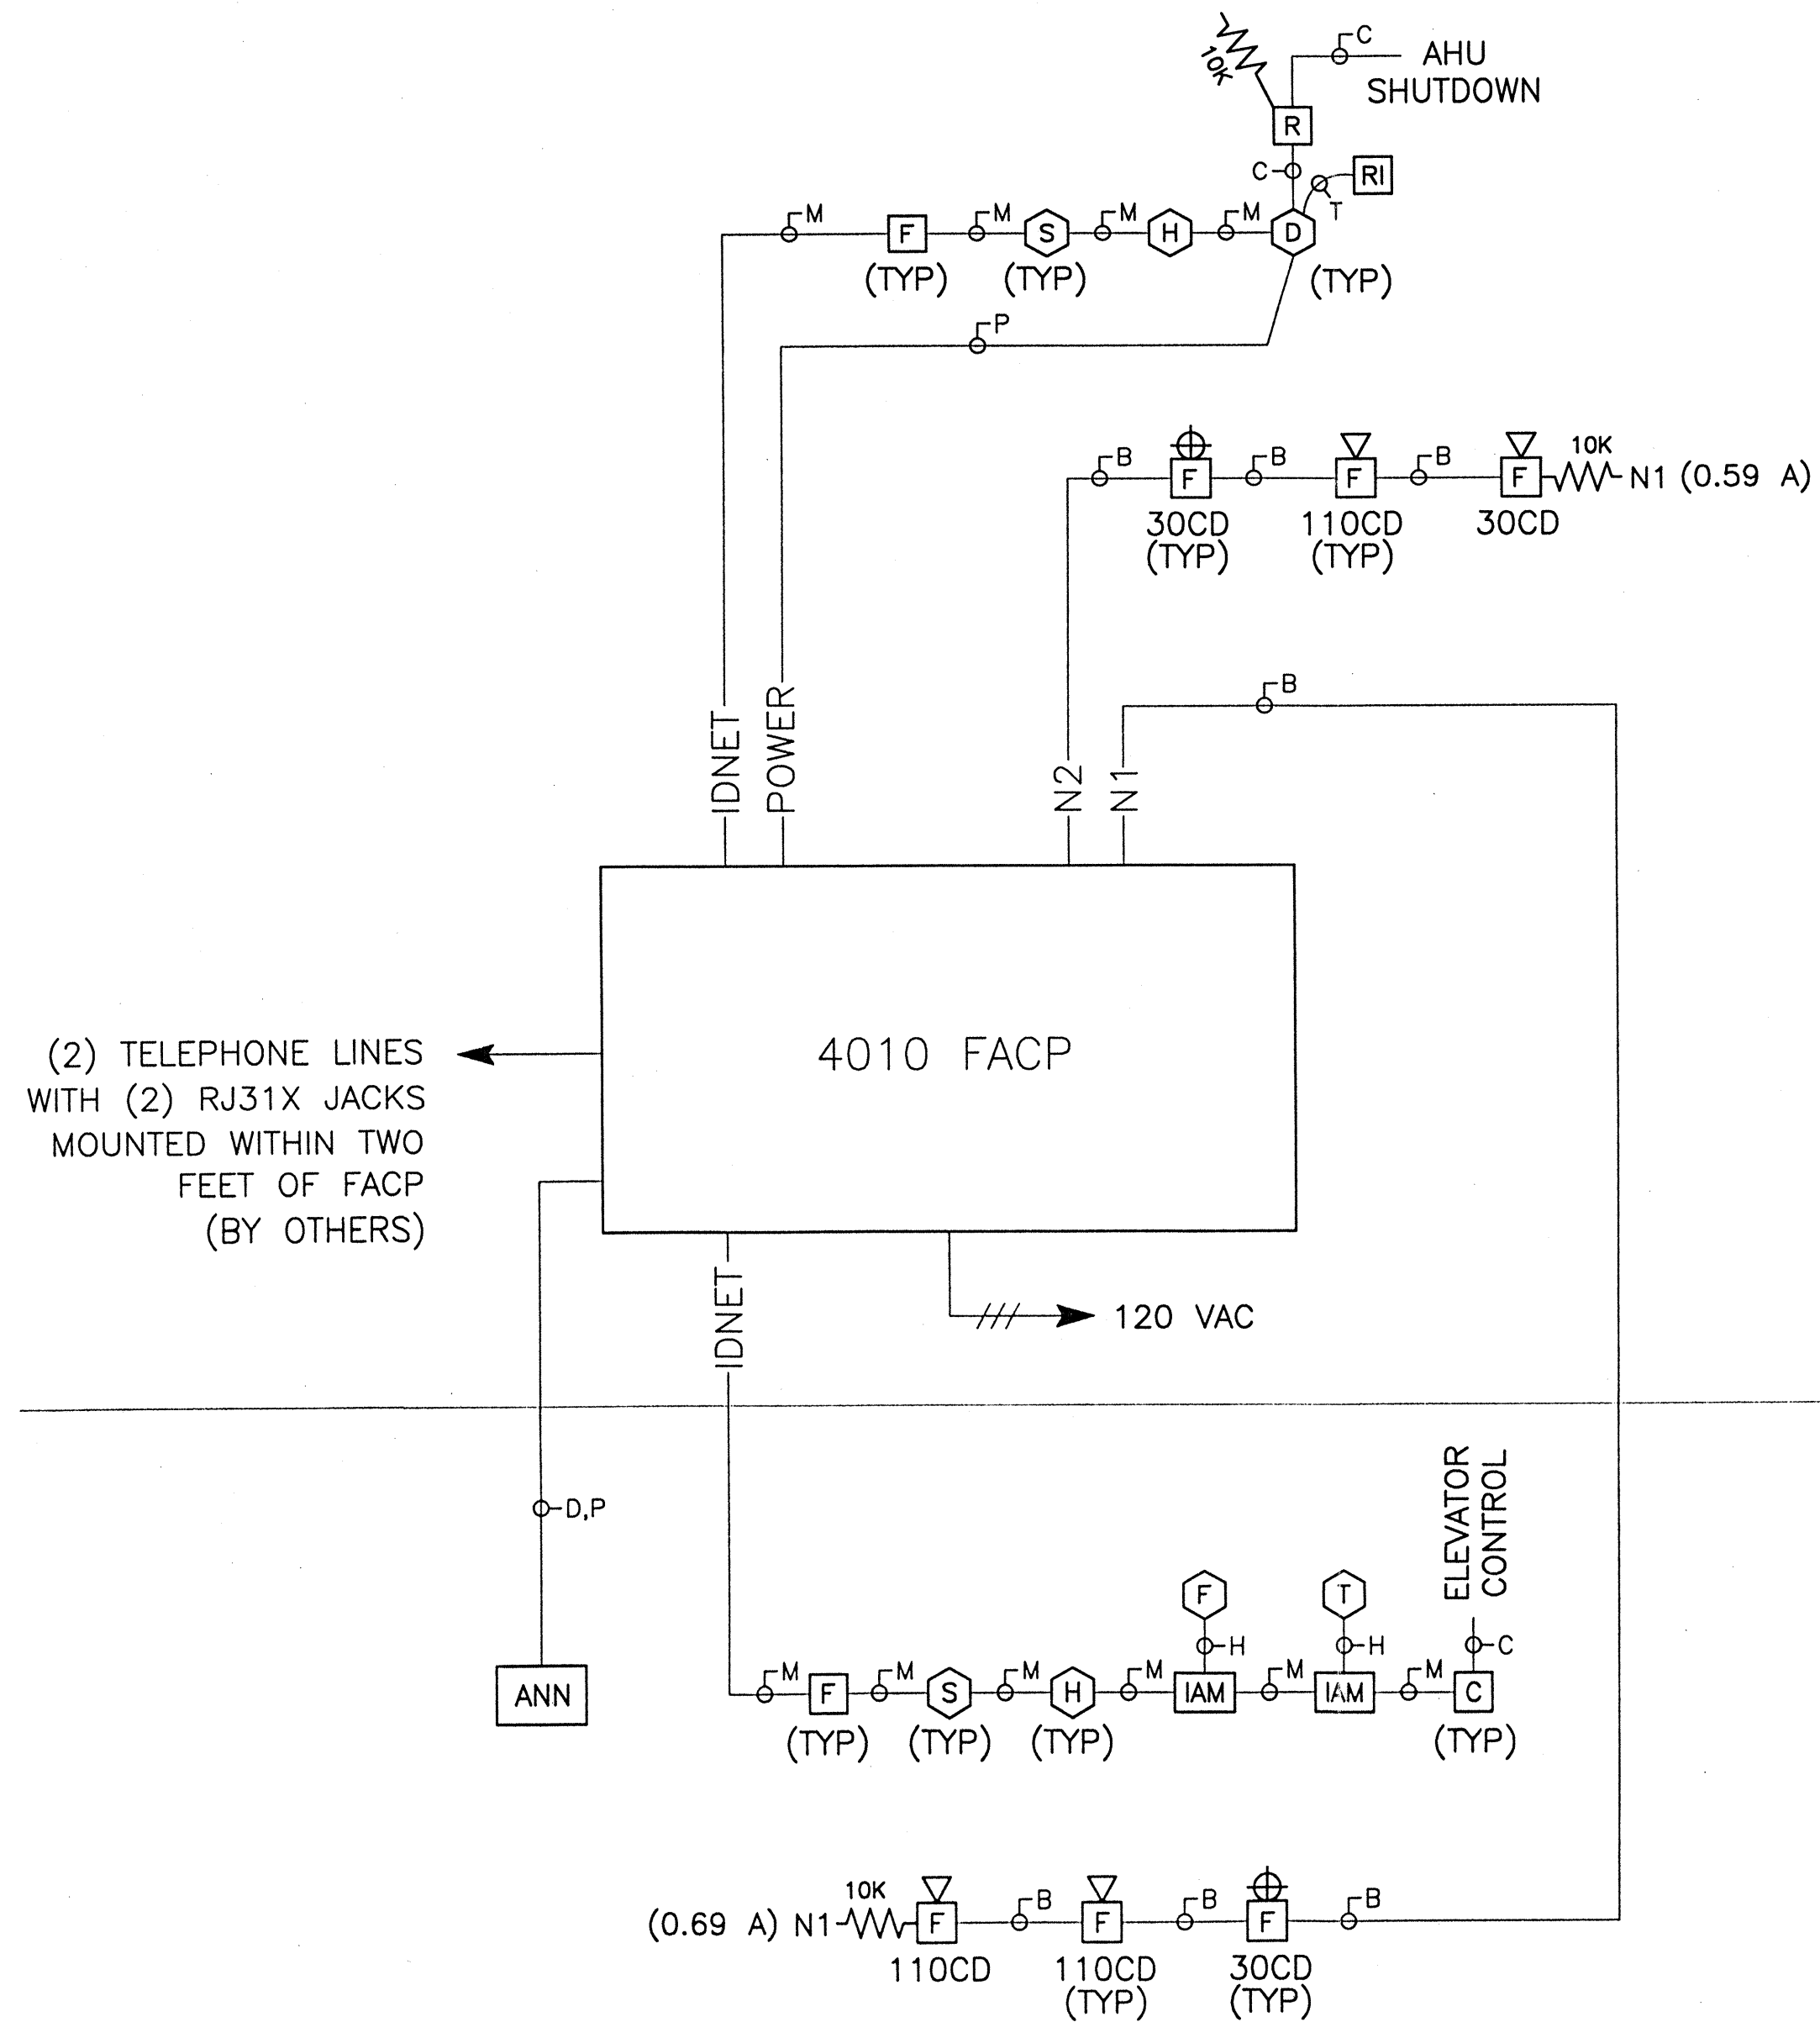 C
AHU
SHUTDOWN
10K
R
C
RI
T
M
F
M
S
M
H
M
D
(TYP)
(TYP)
(TYP)
P
B
F
B
F
B
F
10K
N1 (0.59 A)
30CD
(TYP)
110CD
(TYP)
30CD
B
IDNET
POWER
N2
N1
4010 FACP
(2) TELEPHONE LINES
WITH (2) RJ31X JACKS
MOUNTED WITHIN TWO
FEET OF FACP
(BY OTHERS)
IDNET
120 VAC
D,P
ANN
ELEVATOR
CONTROL
F
T
H
H
C
M
F
M
S
M
H
M
IAM
M
IAM
M
C
(TYP)
(TYP)
(TYP)
(TYP)
(0.69 A) N1
10K
F
B
F
B
F
B
110CD
110CD
(TYP)
30CD
(TYP)